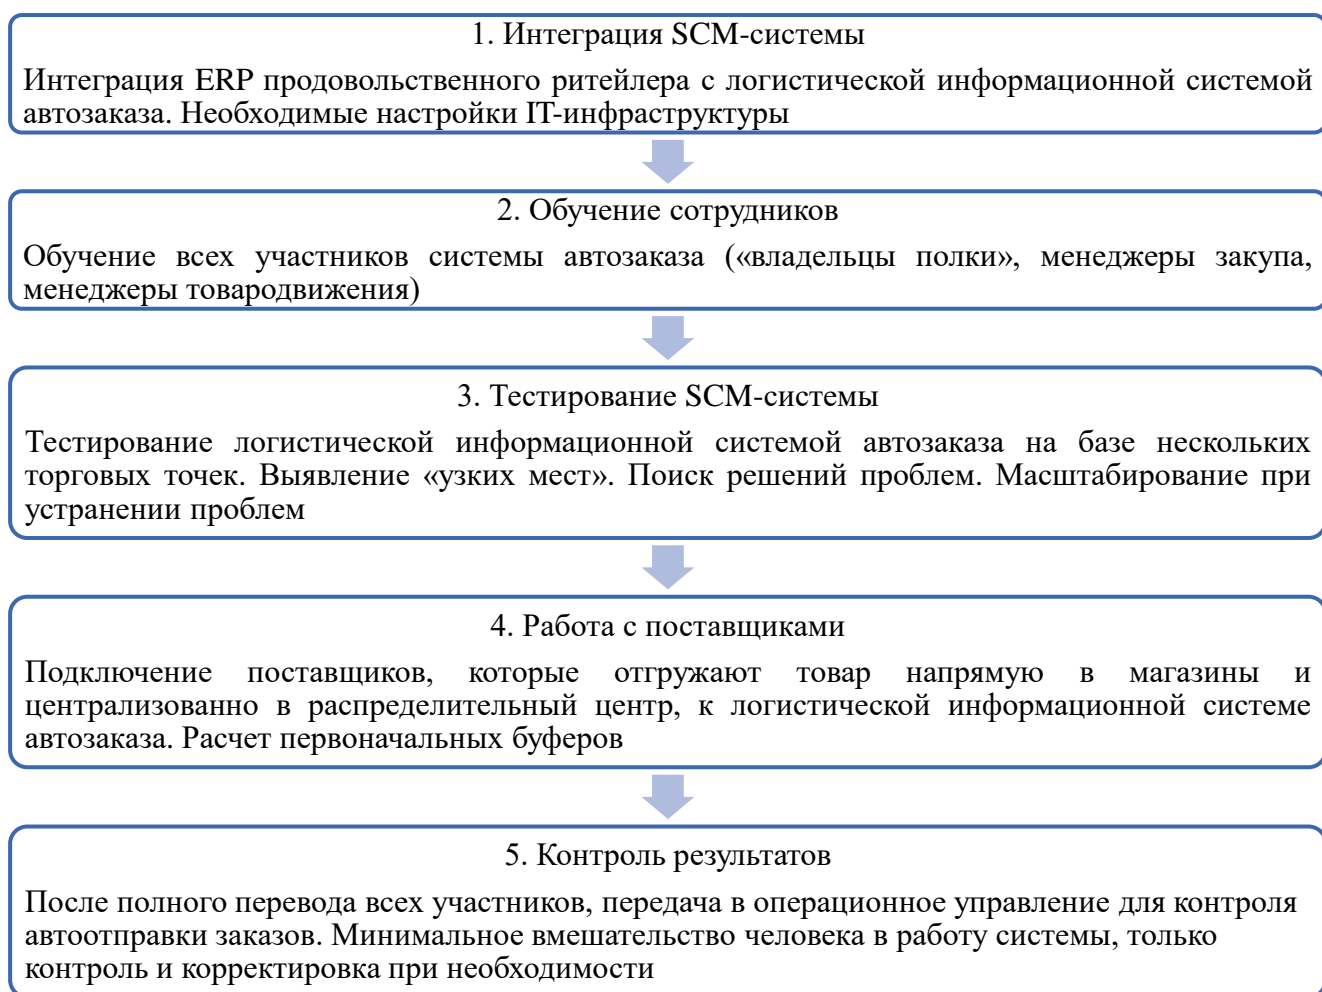 1. Интеграция SCM-системы
Интеграция ERP продовольственного ритейлера с логистической информационной системой
автозаказа. Необходимые настройки IT-инфраструктуры
2. Обучение сотрудников
Обучение всех участников системы автозаказа («владельцы полки», менеджеры закупа,
менеджеры товародвижения)
3. Тестирование SCM-системы
Тестирование логистической информационной системой автозаказа на базе нескольких
торговых точек. Выявление «узких мест». Поиск решений проблем. Масштабирование при
устранении проблем
4. Работа с поставщиками
Подключение поставщиков, которые отгружают товар напрямую в магазины и
централизованно в распределительный центр, к логистической информационной системе
автозаказа. Расчет первоначальных буферов
5. Контроль результатов
После полного перевода всех участников, передача в операционное управление для контроля
автоотправки заказов. Минимальное вмешательство человека в работу системы, только
контроль и корректировка при необходимости